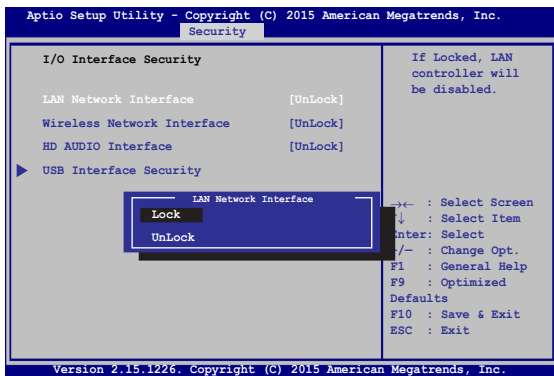 Aptio Setup Utility - Copyright (C) 2015 American Megatrends, Inc.
Security
I/O Interface Security
LAN Network Interface [UnLock]
Wireless Network Interface [UnLock]
HD AUDIO Interface [UnLock]
USB Interface Security
LAN Network Interface
Lock
UnLock
If Locked, LAN
controller will
be disabled.
→← : Select Screen
↓ : Select Item
Enter: Select
/— : Change Opt.
F1 : General Help
F9 : Optimized
Defaults
F10 : Save & Exit
ESC : Exit
Version 2.15.1226. Copyright (C) 2015 American Megatrends, Inc.